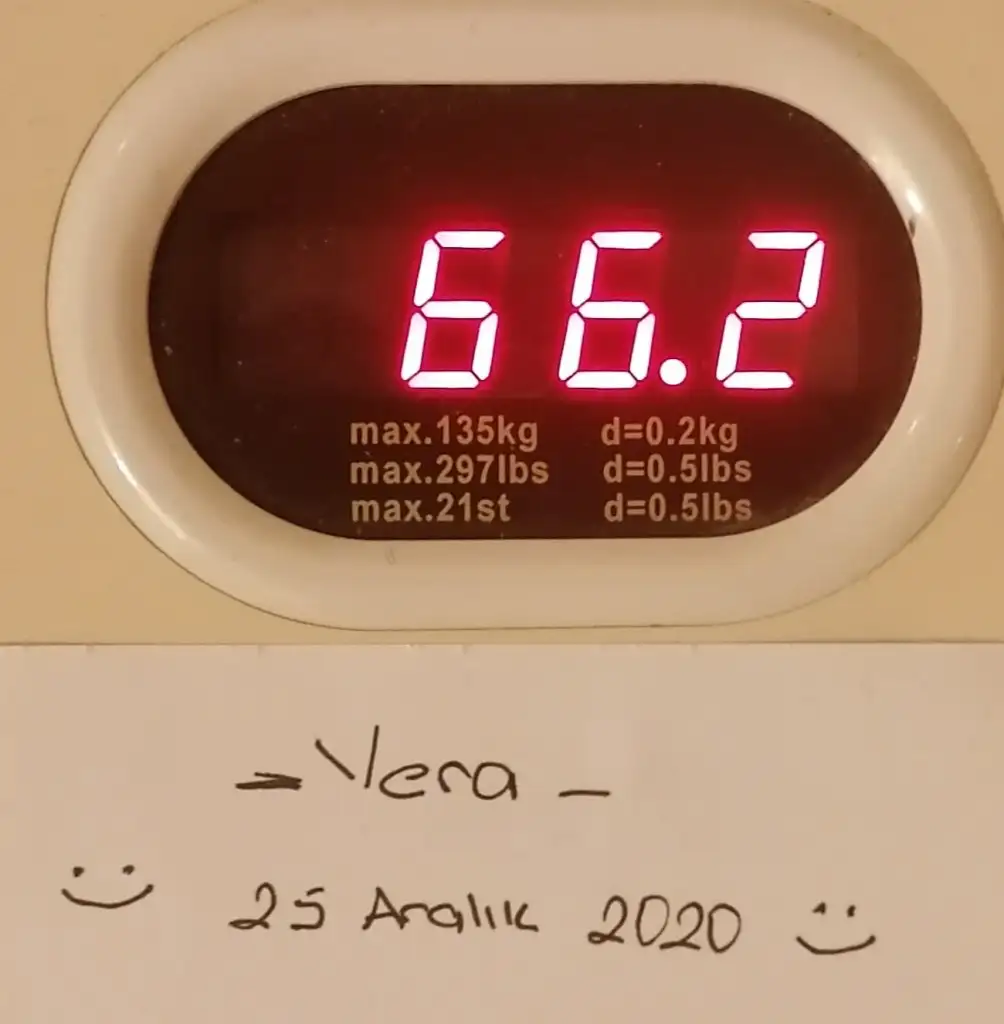 66.2
max.135kg d=0.2kg
max.297lbs d=0.5lbs
max.21st d=0.5lbs
- Vera -
25 Aralık 2020